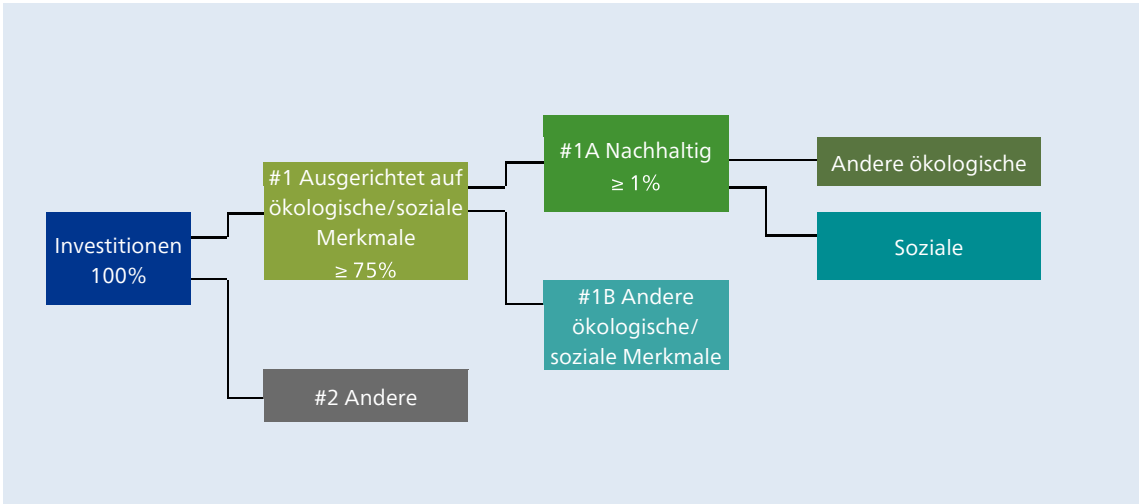 Investitionen
100%
#1 Ausgerichtet auf
ökologische/soziale
Merkmale
≥ 75%
#2 Andere
#1A Nachhaltig
≥ 1%
#1B Andere
ökologische/
soziale Merkmale
Andere ökologische
Soziale